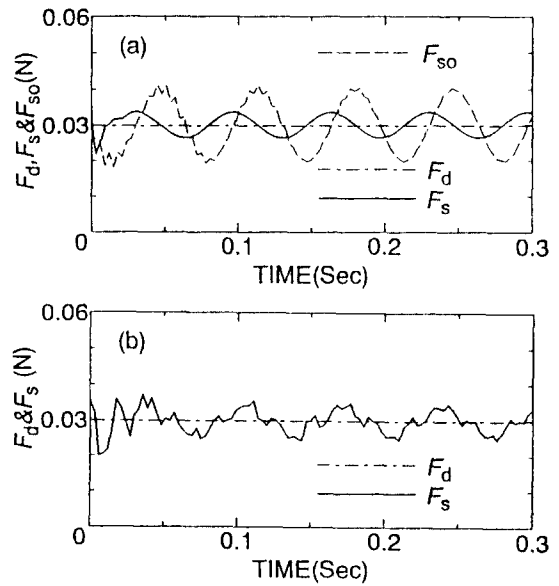 0.06
(a)
F_so
F_d, F_s & F_so (N)
0.03
F_d
F_s
0
0
0.1
0.2
0.3
TIME(Sec)
0.06
(b)
F_d & F_s (N)
0.03
F_d
F_s
0
0
0.1
0.2
0.3
TIME(Sec)